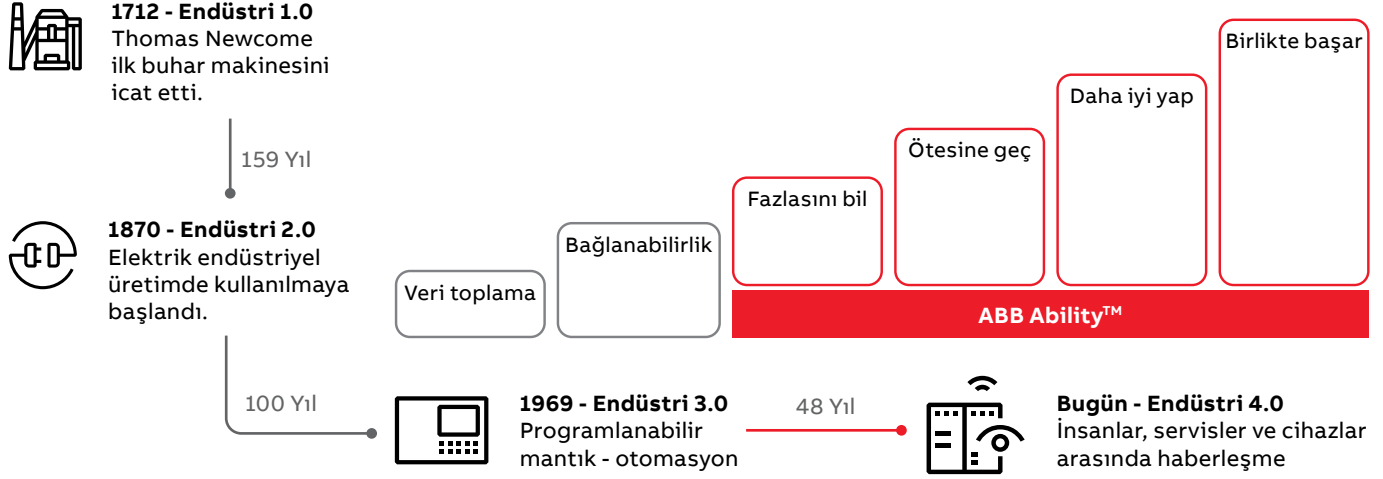 1712 - Endüstri 1.0
Thomas Newcome
ilk buhar makinesini
icat etti.
159 Yıl
1870 - Endüstri 2.0
Elektrik endüstriyel
üretimde kullanılmaya
başlandı.
100 Yıl
Veri toplama
Bağlanabilirlik
Fazlasını bil
Ötesine geç
Daha iyi yap
Birlikte başar
ABB Ability™
1969 - Endüstri 3.0
Programlanabilir
mantık - otomasyon
48 Yıl
Bugün - Endüstri 4.0
İnsanlar, servisler ve cihazlar
arasında haberleşme